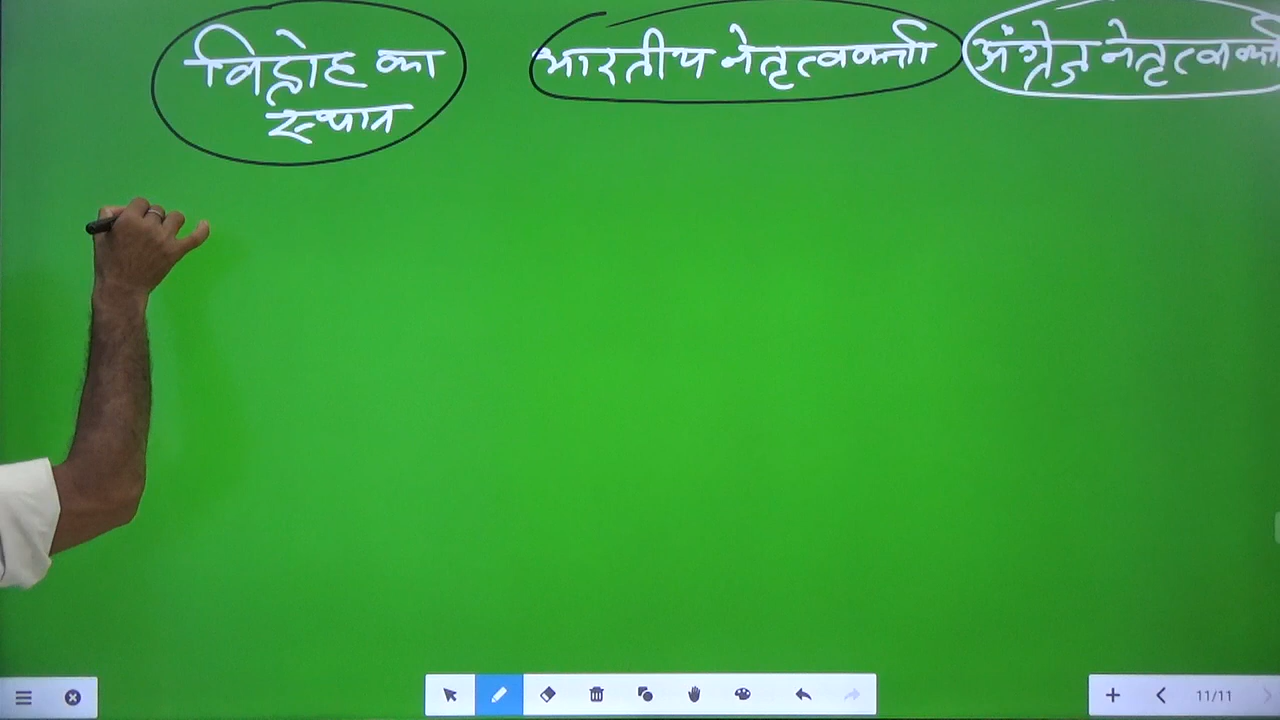 विद्रोह का
स्थान
भारतीय नेतृत्वकर्त्ता
अंग्रेज नेतृत्वकर्त्ता
11/11